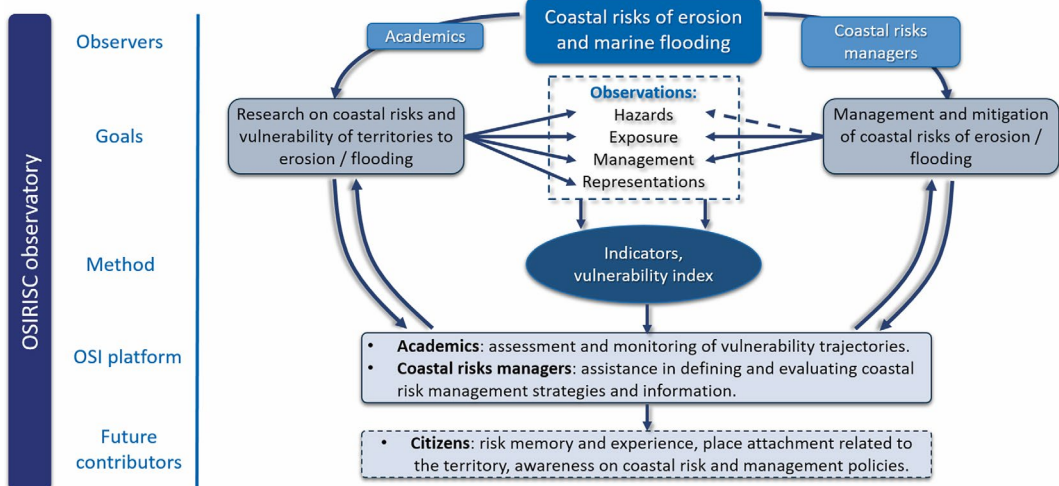 OSIRISC observatory
Observers
Academics
Coastal risks of erosion
and marine flooding
Coastal risks
managers
Goals
Research on coastal risks and
vulnerability of territories to
erosion / flooding
Observations:
Hazards
Exposure
Management
Representations
Management and mitigation
of coastal risks of erosion /
flooding
Method
Indicators,
vulnerability index
OSI platform
• Academics: assessment and monitoring of vulnerability trajectories.
• Coastal risks managers: assistance in defining and evaluating coastal
risk management strategies and information.
Future
contributors
• Citizens: risk memory and experience, place attachment related to
the territory, awareness on coastal risk and management policies.